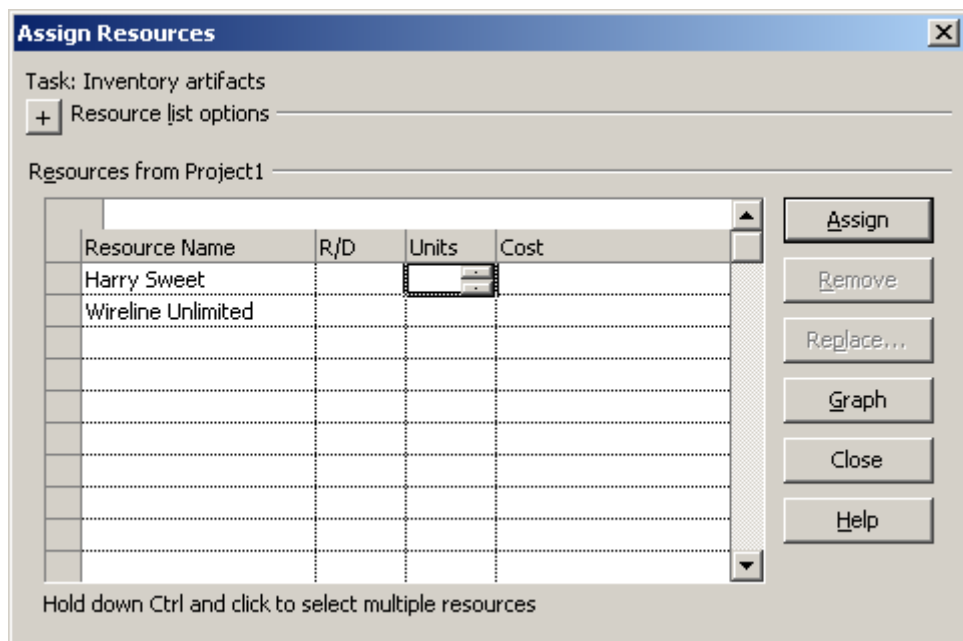 Assign Resources
Task: Inventory artifacts
+ Resource list options
Resources from Project1
Assign
Resource Name R/D Units Cost
Harry Sweet
Remove
Wireline Unlimited
Replace...
Graph
Close
Help
Hold down Ctrl and click to select multiple resources